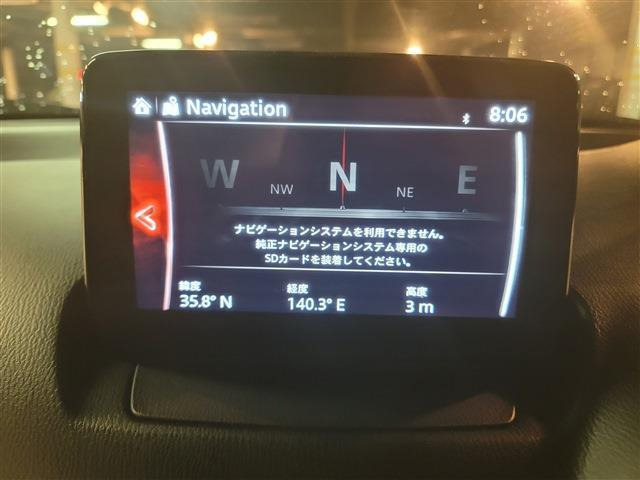 Navigation
8:06
W NW N NE E
ナビゲーションシステムを利用できません。
純正ナビゲーションシステム専用の
SDカードを装着してください。
緯度 経度 高度
35.8° N 140.3° E 3 m